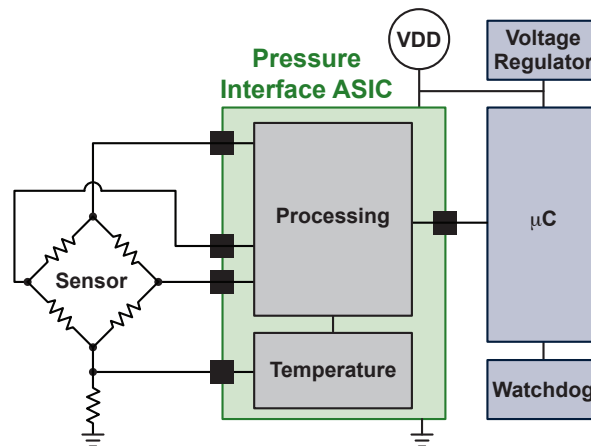 VDD
Voltage
Regulator
Pressure
Interface ASIC
Processing
μC
Sensor
Temperature
Watchdog